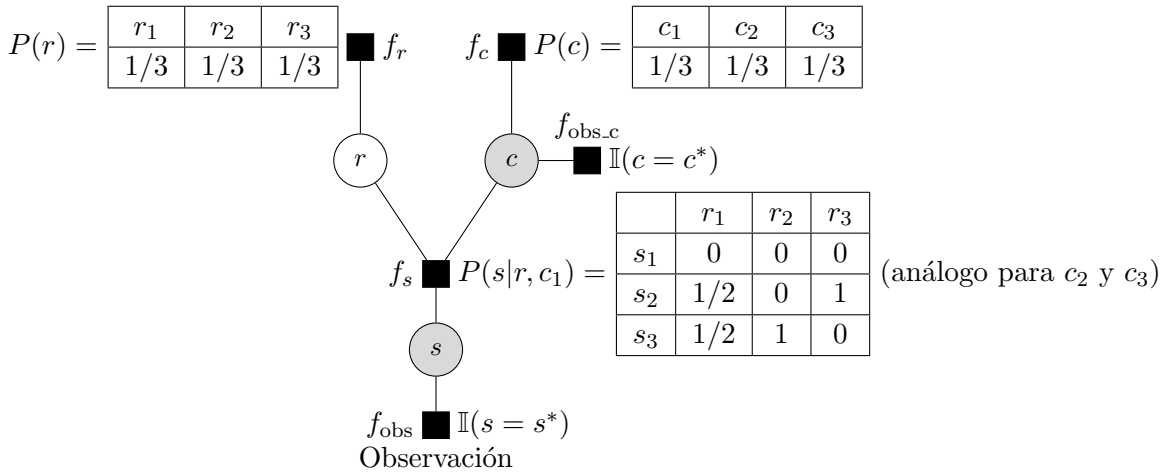 P(r) = r₁ r₂ r₃ f_r f_c P(c) = c₁ c₂ c₃
1/3 1/3 1/3 1/3 1/3 1/3
f_obs_c
r c 𝕀(c = c*)
r₁ r₂ r₃
s₁ 0 0 0
f_s P(s|r, c₁) = s₂ 1/2 0 1 (análogo para c₂ y c₃)
s₃ 1/2 1 0
s
f_obs 𝕀(s = s*)
Observación